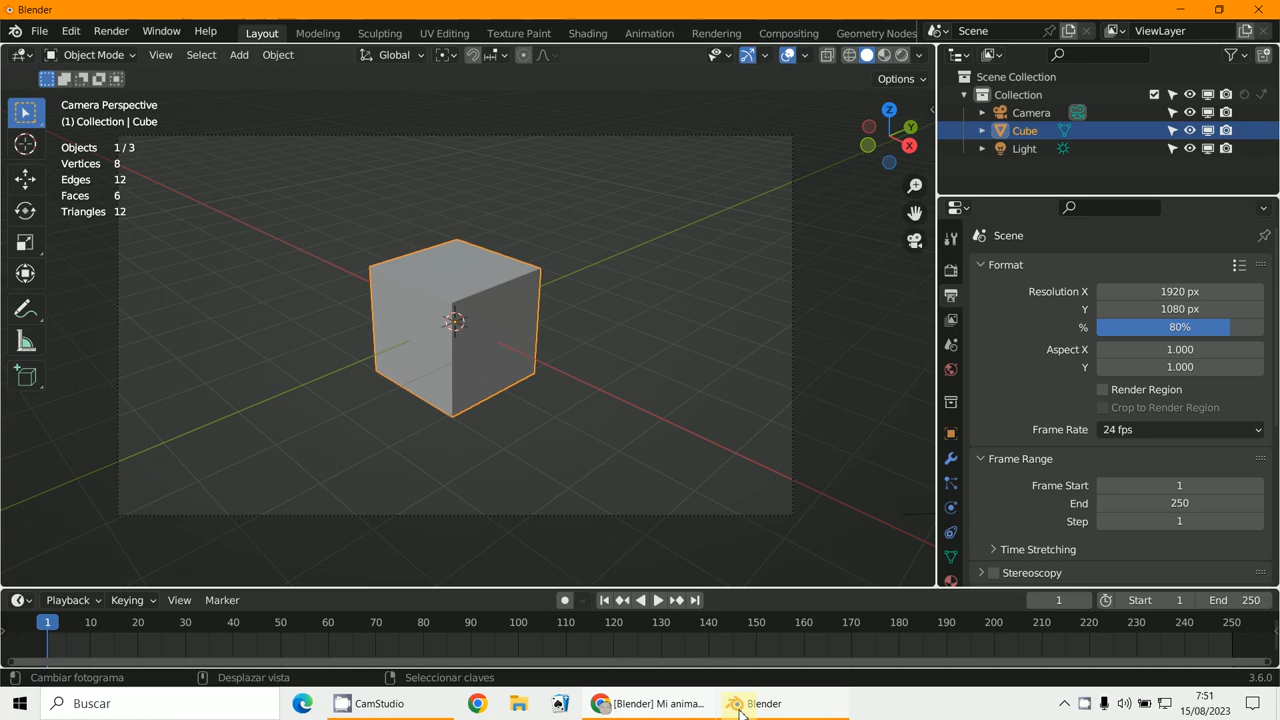 Blender
File Edit Render Window Help Layout Modeling Sculpting UV Editing Texture Paint Shading Animation Rendering Compositing Geometry Nodes Scene ViewLayer
Object Mode View Select Add Object Global
Options
Camera Perspective
(1) Collection | Cube
Objects 1 / 3
Vertices 8
Edges 12
Faces 6
Triangles 12
Z
Y
X
Scene Collection
Collection
Camera
Cube
Light
Scene
Format
Resolution X 1920 px
Y 1080 px
% 80%
Aspect X 1.000
Y 1.000
Render Region
Crop to Render Region
Frame Rate 24 fps
Frame Range
Frame Start 1
End 250
Step 1
Time Stretching
Stereoscopy
Playback Keying View Marker 1 Start 1 End 250
1 10 20 30 40 50 60 70 80 90 100 110 120 130 140 150 160 170 180 190 200 210 220 230 240 250
Cambiar fotograma Desplazar vista Seleccionar claves 3.6.0
Buscar CamStudio [Blender] Mi anima... Blender
7:51
15/08/2023